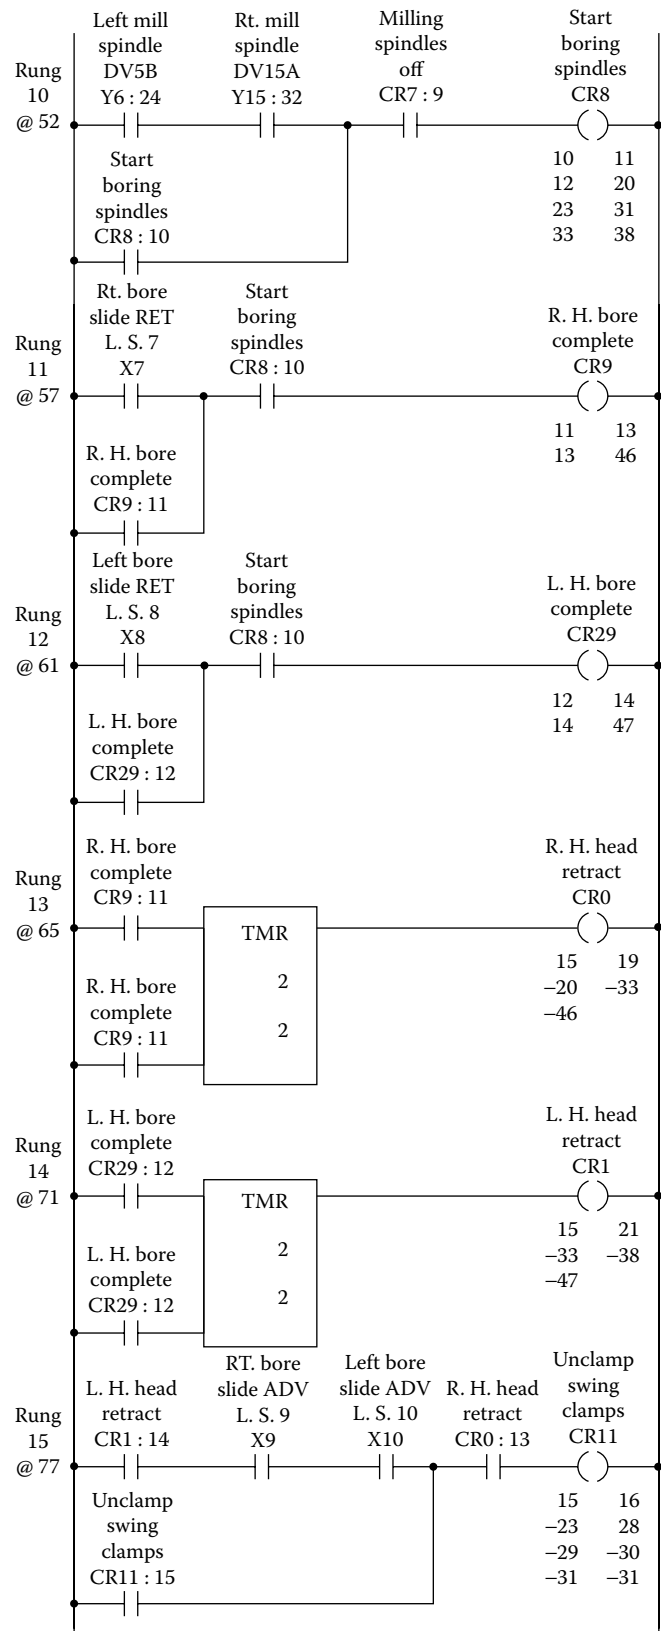 Left mill
spindle
DV5B
Y6 : 24
Rt. mill
spindle
DV15A
Y15 : 32
Milling
spindles
off
CR7 : 9
Start
boring
spindles
CR8
Rung
10
@ 52
10 11
12 20
23 31
33 38
Start
boring
spindles
CR8 : 10
Rt. bore
slide RET
L. S. 7
X7
Start
boring
spindles
CR8 : 10
R. H. bore
complete
CR9
Rung
11
@ 57
11 13
13 46
R. H. bore
complete
CR9 : 11
Left bore
slide RET
L. S. 8
X8
Start
boring
spindles
CR8 : 10
L. H. bore
complete
CR29
Rung
12
@ 61
12 14
14 47
L. H. bore
complete
CR29 : 12
R. H. bore
complete
CR9 : 11
R. H. head
retract
CR0
Rung
13
@ 65
TMR
2
2
15 19
–20 –33
–46
R. H. bore
complete
CR9 : 11
L. H. bore
complete
CR29 : 12
L. H. head
retract
CR1
Rung
14
@ 71
TMR
2
2
15 21
–33 –38
–47
L. H. bore
complete
CR29 : 12
L. H. head
retract
CR1 : 14
RT. bore
slide ADV
L. S. 9
X9
Left bore
slide ADV
L. S. 10
X10
R. H. head
retract
CR0 : 13
Unclamp
swing
clamps
CR11
Rung
15
@ 77
15 16
–23 28
–29 –30
–31 –31
Unclamp
swing
clamps
CR11 : 15